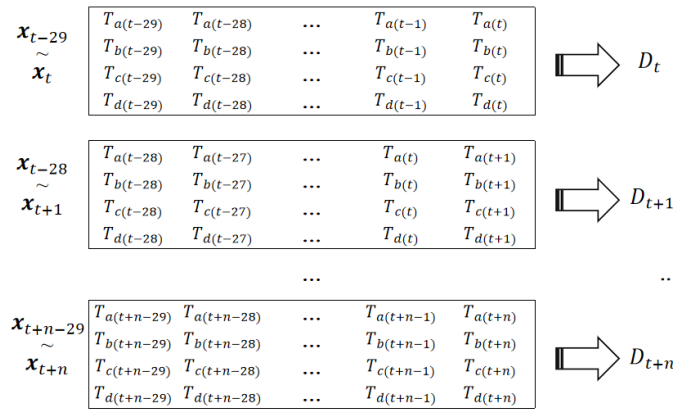 x_{t−29} ~ x_t
T_{a(t−29)} T_{a(t−28)} ... T_{a(t−1)} T_{a(t)}
T_{b(t−29)} T_{b(t−28)} ... T_{b(t−1)} T_{b(t)}
T_{c(t−29)} T_{c(t−28)} ... T_{c(t−1)} T_{c(t)}
T_{d(t−29)} T_{d(t−28)} ... T_{d(t−1)} T_{d(t)}
D_t
x_{t−28} ~ x_{t+1}
T_{a(t−28)} T_{a(t−27)} ... T_{a(t)} T_{a(t+1)}
T_{b(t−28)} T_{b(t−27)} ... T_{b(t)} T_{b(t+1)}
T_{c(t−28)} T_{c(t−27)} ... T_{c(t)} T_{c(t+1)}
T_{d(t−28)} T_{d(t−27)} ... T_{d(t)} T_{d(t+1)}
D_{t+1}
... ..
x_{t+n−29} ~ x_{t+n}
T_{a(t+n−29)} T_{a(t+n−28)} ... T_{a(t+n−1)} T_{a(t+n)}
T_{b(t+n−29)} T_{b(t+n−28)} ... T_{b(t+n−1)} T_{b(t+n)}
T_{c(t+n−29)} T_{c(t+n−28)} ... T_{c(t+n−1)} T_{c(t+n)}
T_{d(t+n−29)} T_{d(t+n−28)} ... T_{d(t+n−1)} T_{d(t+n)}
D_{t+n}